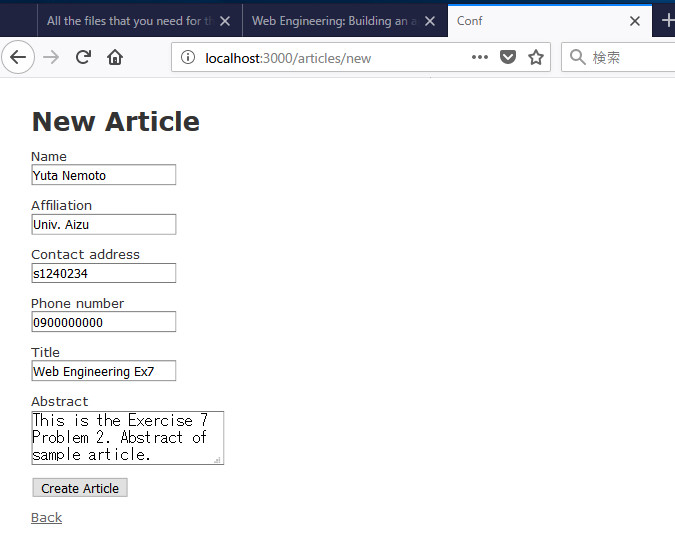 All the files that you need for th
Web Engineering: Building an a
Conf
localhost:3000/articles/new
検索
New Article
Name
Yuta Nemoto
Affiliation
Univ. Aizu
Contact address
s1240234
Phone number
0900000000
Title
Web Engineering Ex7
Abstract
This is the Exercise 7
Problem 2. Abstract of
sample article.
Create Article
Back